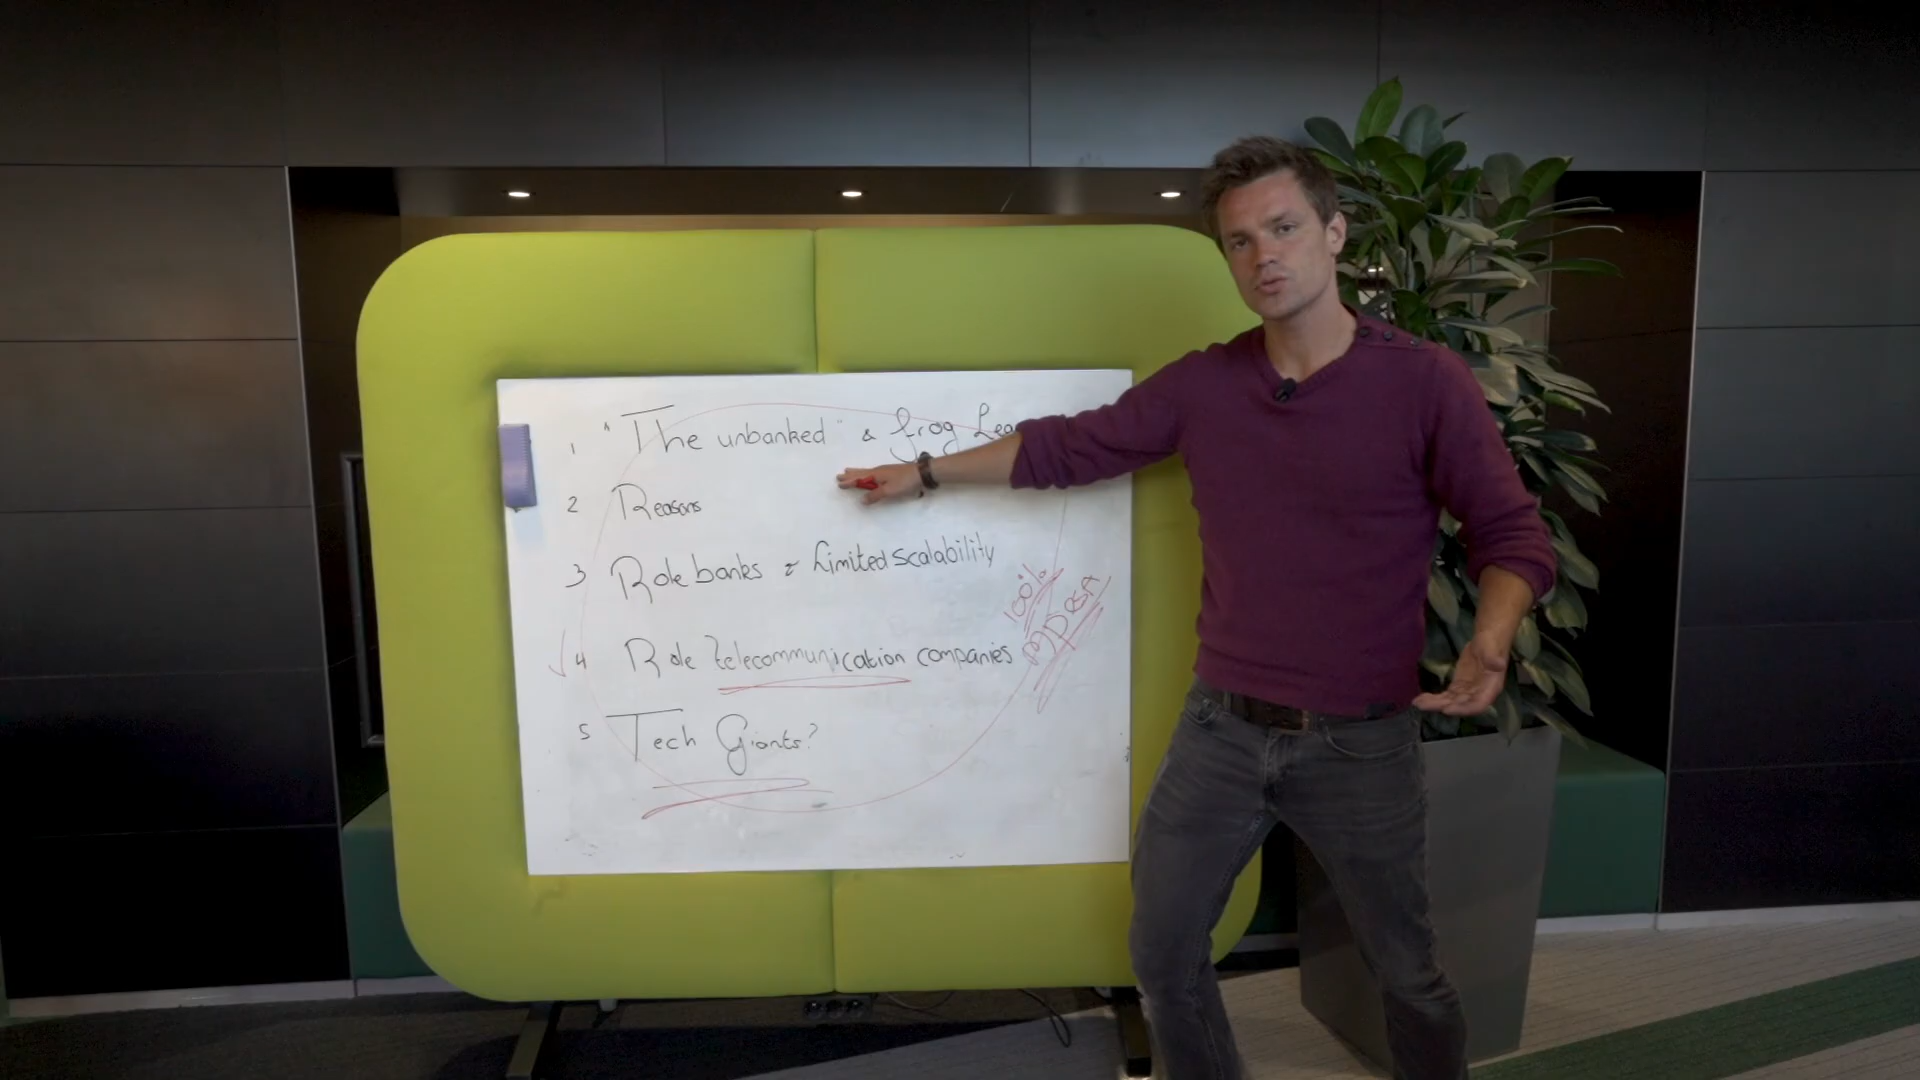 1 "The unbanked" & frog Lea
2 Reasons
3 Role banks & Limited scalability
4 Role telecommunication companies
5 Tech Giants?
100%